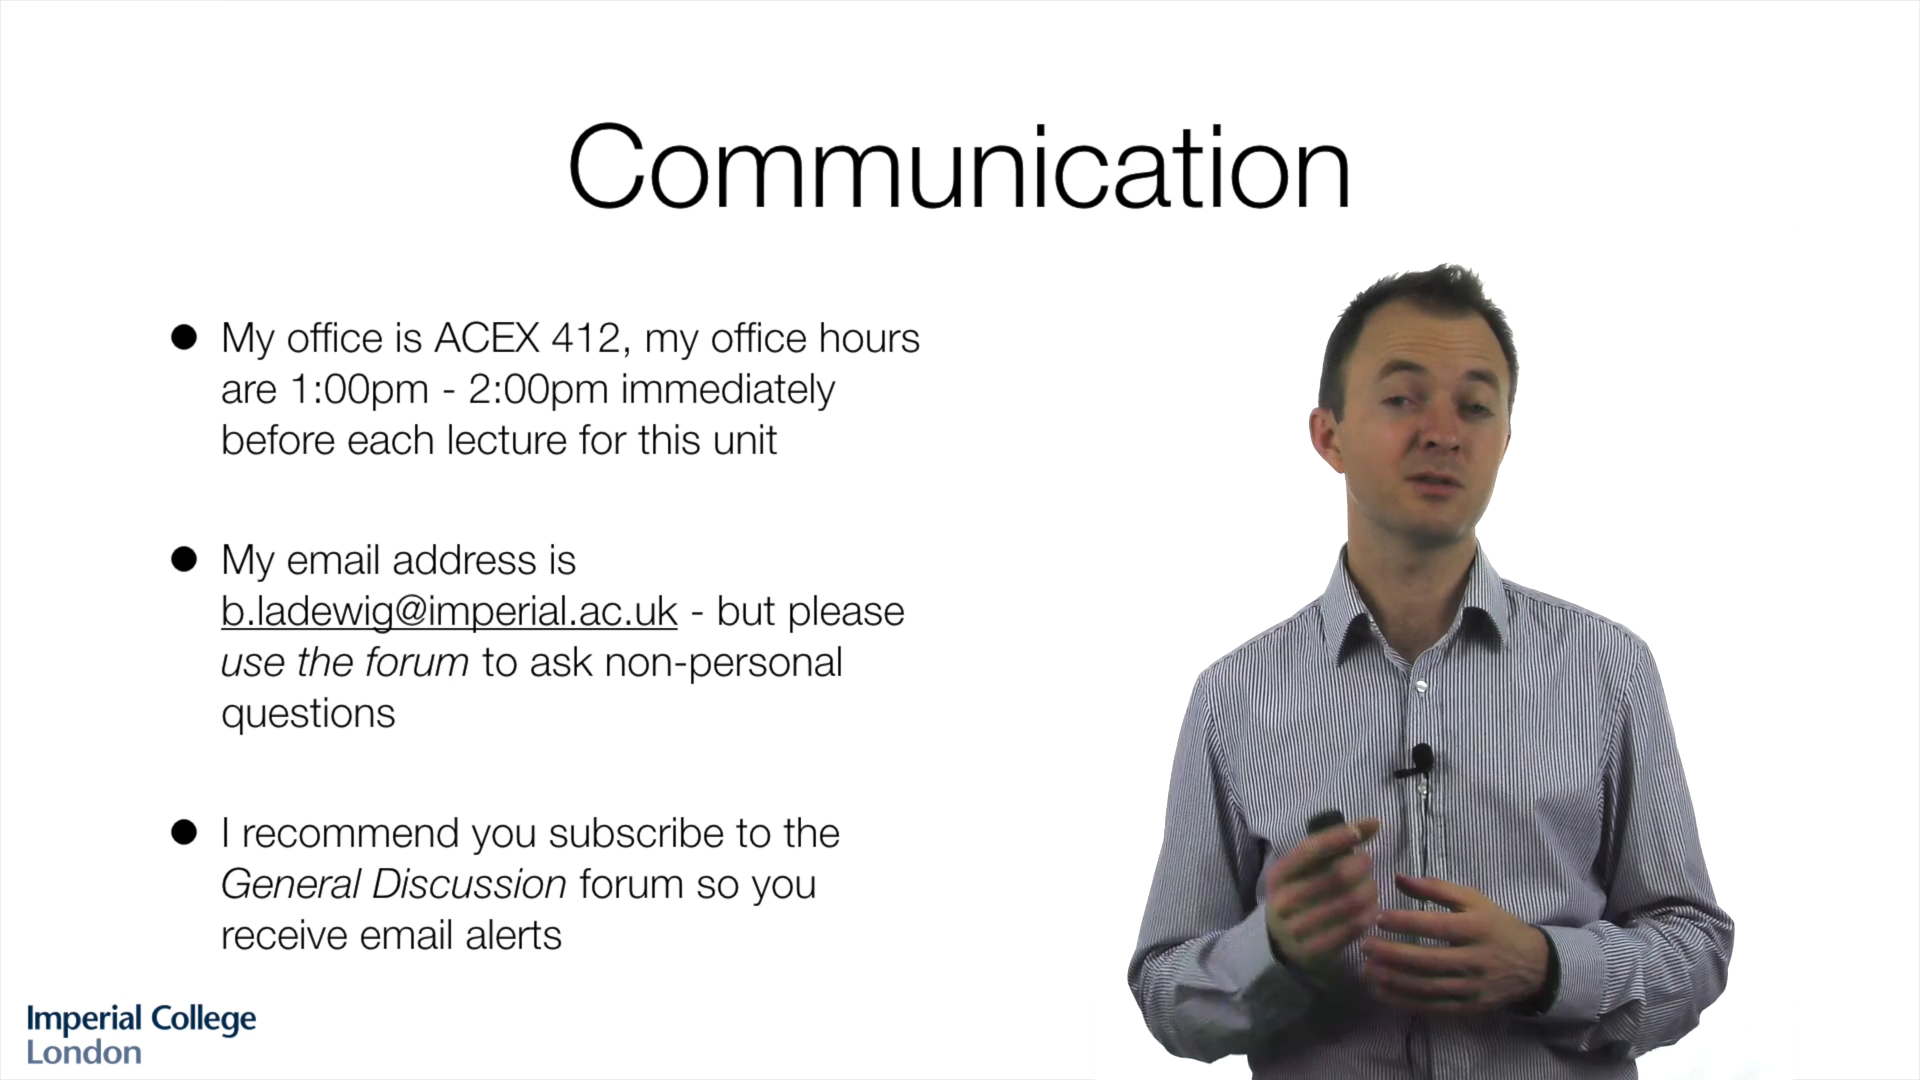 Communication
● My office is ACEX 412, my office hours
are 1:00pm - 2:00pm immediately
before each lecture for this unit
● My email address is
b.ladewig@imperial.ac.uk - but please
use the forum to ask non-personal
questions
● I recommend you subscribe to the
General Discussion forum so you
receive email alerts
Imperial College
London